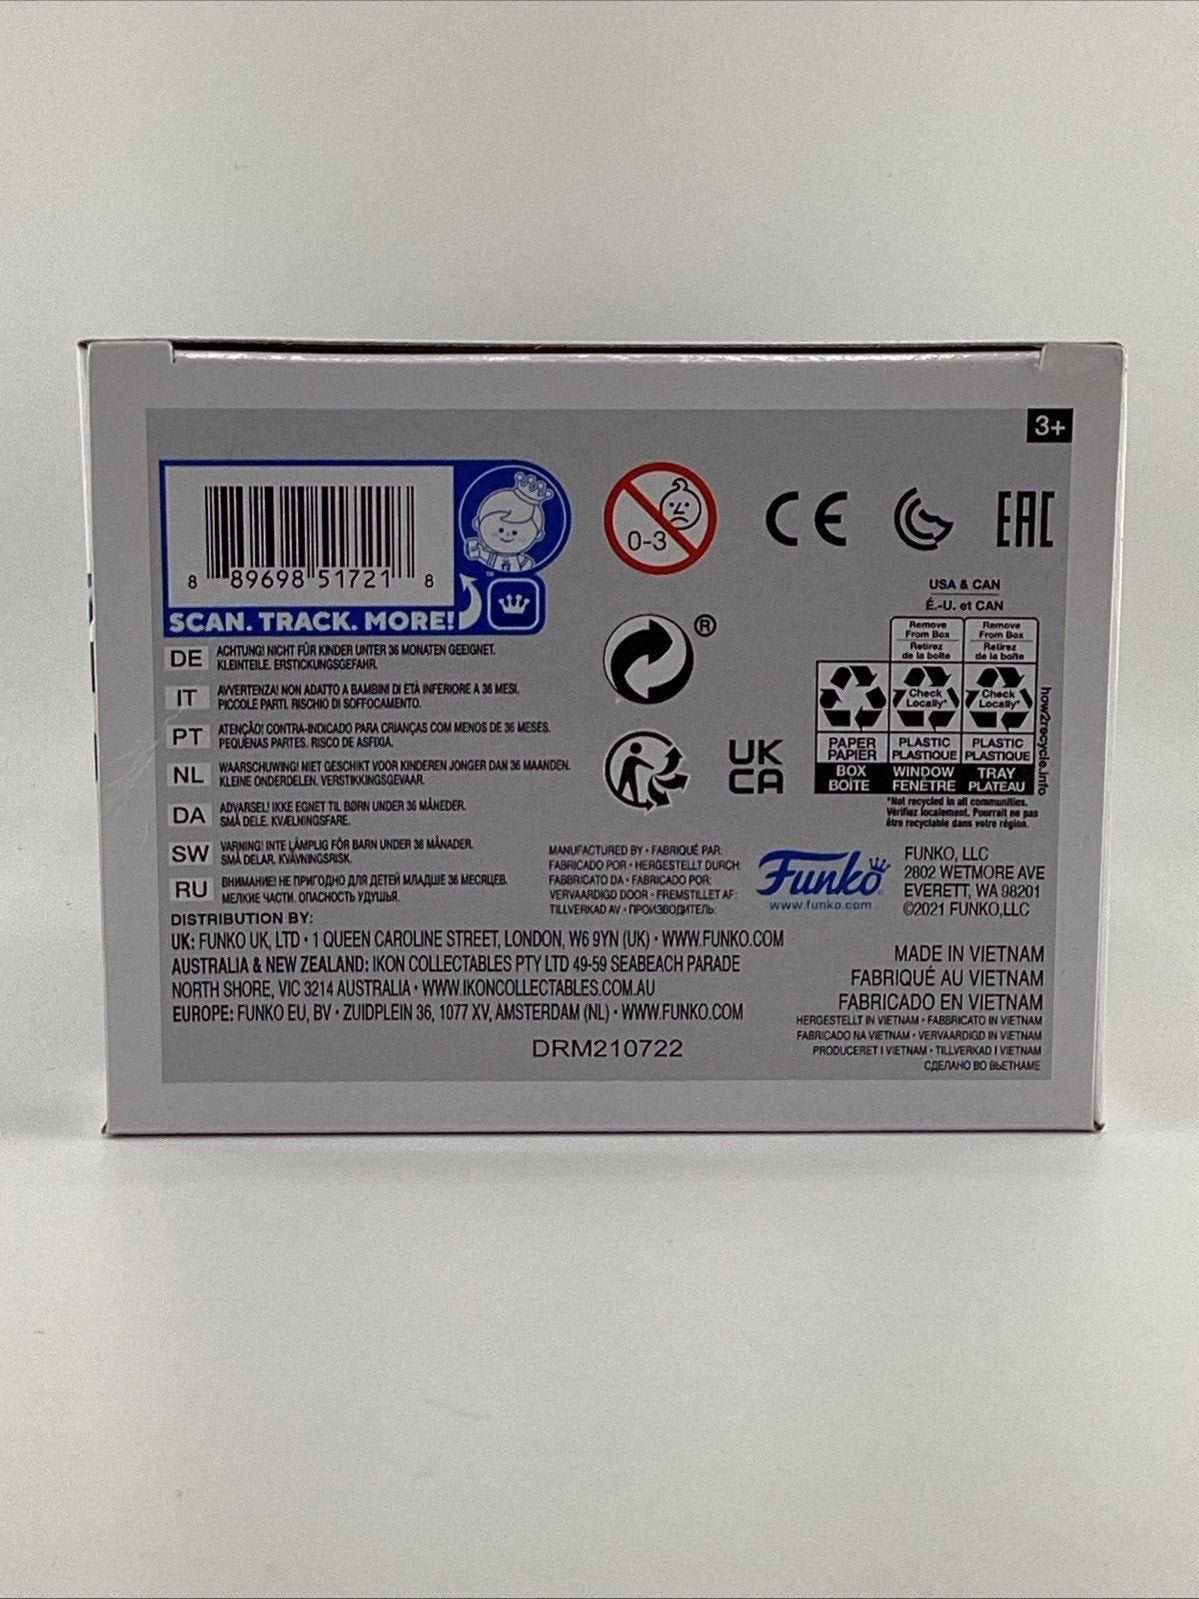 3+
8 89698 51721 8
SCAN. TRACK. MORE!
™
0-3
CE
EAC
®
UK
CA
USA & CAN
É.-U. et CAN
Remove
From Box
Retirez
de la boîte
Remove
From Box
Retirez
de la boîte
Check
Locally*
Check
Locally*
PAPER
PAPIER
PLASTIC
PLASTIQUE
PLASTIC
PLASTIQUE
BOX
BOÎTE
WINDOW
FENÊTRE
TRAY
PLATEAU
how2recycle.info
*Not recycled in all communities.
Vérifiez localement. Pourrait ne pas
être recyclable dans votre région.
DE ACHTUNG! NICHT FÜR KINDER UNTER 36 MONATEN GEEIGNET.
KLEINTEILE. ERSTICKUNGSGEFAHR.
IT AVVERTENZA! NON ADATTO A BAMBINI DI ETÀ INFERIORE A 36 MESI.
PICCOLE PARTI. RISCHIO DI SOFFOCAMENTO.
PT ATENÇÃO! CONTRA-INDICADO PARA CRIANÇAS COM MENOS DE 36 MESES.
PEQUENAS PARTES. RISCO DE ASFIXIA.
NL WAARSCHUWING! NIET GESCHIKT VOOR KINDEREN JONGER DAN 36 MAANDEN.
KLEINE ONDERDELEN. VERSTIKKINGSGEVAAR.
DA ADVARSEL! IKKE EGNET TIL BØRN UNDER 36 MÅNEDER.
SMÅ DELE. KVÆLNINGSFARE.
SW VARNING! INTE LÄMPLIG FÖR BARN UNDER 36 MÅNADER.
SMÅ DELAR. KVÄVNINGSRISK.
RU ВНИМАНИЕ! НЕ ПРИГОДНО ДЛЯ ДЕТЕЙ МЛАДШЕ 36 МЕСЯЦЕВ.
МЕЛКИЕ ЧАСТИ. ОПАСНОСТЬ УДУШЬЯ.
MANUFACTURED BY • FABRIQUÉ PAR:
FABRICADO POR • HERGESTELLT DURCH:
FABBRICATO DA • FABRICADO POR:
VERVAARDIGD DOOR • FREMSTILLET AF:
TILLVERKAD AV • ПРОИЗВОДИТЕЛЬ:
Funko
www.funko.com
FUNKO, LLC
2802 WETMORE AVE
EVERETT, WA 98201
©2021 FUNKO,LLC
DISTRIBUTION BY:
UK: FUNKO UK, LTD • 1 QUEEN CAROLINE STREET, LONDON, W6 9YN (UK) • WWW.FUNKO.COM
AUSTRALIA & NEW ZEALAND: IKON COLLECTABLES PTY LTD 49-59 SEABEACH PARADE
NORTH SHORE, VIC 3214 AUSTRALIA • WWW.IKONCOLLECTABLES.COM.AU
EUROPE: FUNKO EU, BV • ZUIDPLEIN 36, 1077 XV, AMSTERDAM (NL) • WWW.FUNKO.COM
DRM210722
MADE IN VIETNAM
FABRIQUÉ AU VIETNAM
FABRICADO EN VIETNAM
HERGESTELLT IN VIETNAM • FABBRICATO IN VIETNAM
FABRICADO NA VIETNAM • VERVAARDIGD IN VIETNAM
PRODUCERET I VIETNAM • TILLVERKAD I VIETNAM
СДЕЛАНО ВО ВЬЕТНАМЕ